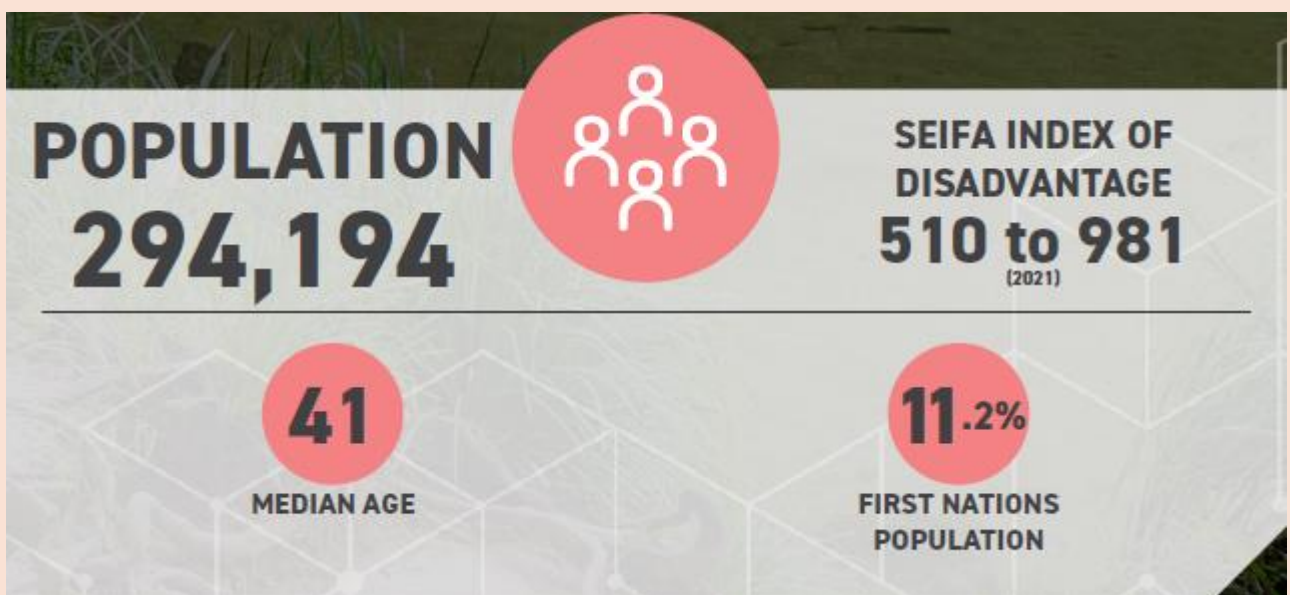 POPULATION
294,194
SEIFA INDEX OF
DISADVANTAGE
510 to 981
(2021)
41
MEDIAN AGE
11.2%
FIRST NATIONS
POPULATION